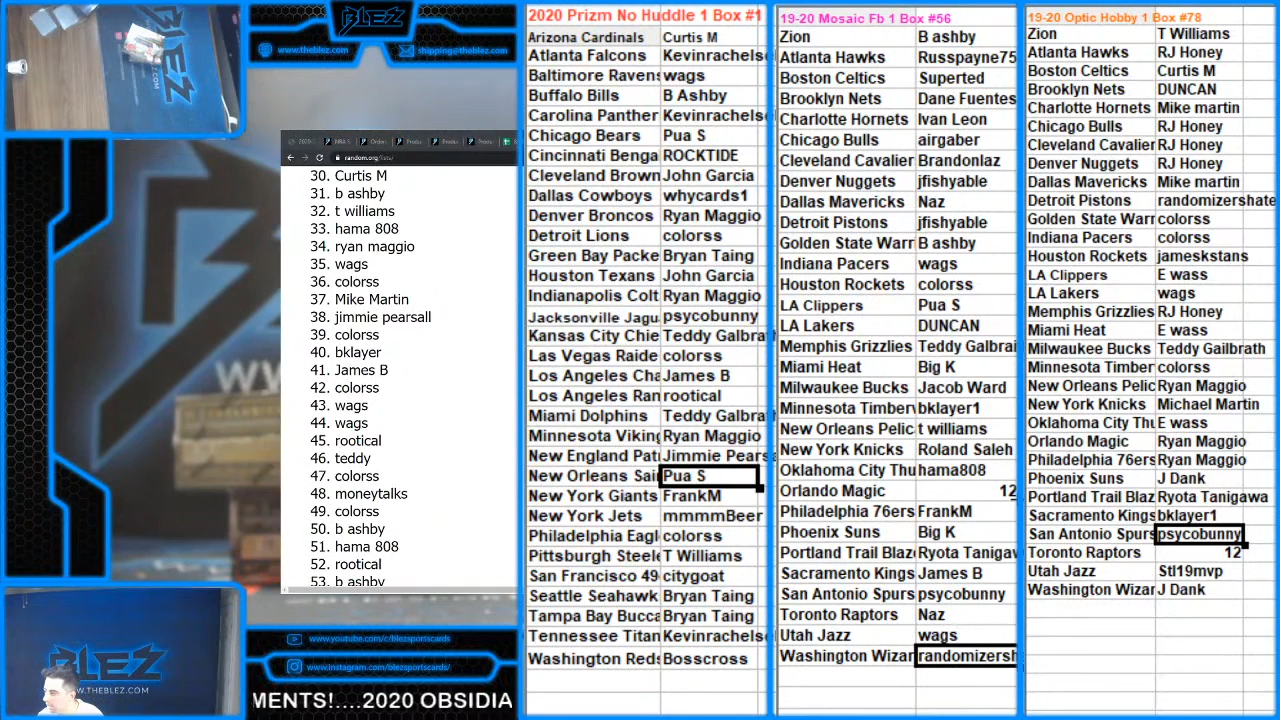 BLEZ
www.theblez.com
shipping@theblez.com
random.org/lists/
30. Curtis M
31. b ashby
32. t williams
33. hama 808
34. ryan maggio
35. wags
36. colorss
37. Mike Martin
38. jimmie pearsall
39. colorss
40. bklayer
41. James B
42. colorss
43. wags
44. wags
45. rootical
46. teddy
47. colorss
48. moneytalks
49. colorss
50. b ashby
51. hama 808
52. rootical
53. b ashby
www.youtube.com/c/blezsportscards
www.instagram.com/blezsportscards/
MENTS!....2020 OBSIDIA
BLEZ
WWW.THEBLEZ.COM
2020 Prizm No Huddle 1 Box #1
Arizona Cardinals Curtis M
Atlanta Falcons Kevinrachelse
Baltimore Ravens wags
Buffalo Bills B Ashby
Carolina Panther Kevinrachelse
Chicago Bears Pua S
Cincinnati Benga ROCKTIDE
Cleveland Brown John Garcia
Dallas Cowboys whycards1
Denver Broncos Ryan Maggio
Detroit Lions colorss
Green Bay Packe Bryan Taing
Houston Texans John Garcia
Indianapolis Colt Ryan Maggio
Jacksonville Jagu psycobunny
Kansas City Chie Teddy Galbrat
Las Vegas Raide colorss
Los Angeles Cha James B
Los Angeles Ran rootical
Miami Dolphins Teddy Galbrat
Minnesota Viking Ryan Maggio
New England Pat Jimmie Pearsa
New Orleans Sai Pua S
New York Giants FrankM
New York Jets mmmmBeer
Philadelphia Eagl colorss
Pittsburgh Steele T Williams
San Francisco 49 citygoat
Seattle Seahawk Bryan Taing
Tampa Bay Bucca Bryan Taing
Tennessee Titan Kevinrachelse
Washington Reds Bosscross
19-20 Mosaic Fb 1 Box #56
Zion B ashby
Atlanta Hawks Russpayne75
Boston Celtics Superted
Brooklyn Nets Dane Fuentes
Charlotte Hornets Ivan Leon
Chicago Bulls airgaber
Cleveland Cavalier Brandonlaz
Denver Nuggets jfishyable
Dallas Mavericks Naz
Detroit Pistons jfishyable
Golden State Warri B ashby
Indiana Pacers wags
Houston Rockets colorss
LA Clippers Pua S
LA Lakers DUNCAN
Memphis Grizzlies Teddy Galbrai
Miami Heat Big K
Milwaukee Bucks Jacob Ward
Minnesota Timberv bklayer1
New Orleans Pelic t williams
New York Knicks Roland Saleh
Oklahoma City Thu hama808
Orlando Magic 12
Philadelphia 76ers FrankM
Phoenix Suns Big K
Portland Trail Blaz Ryota Tanigaw
Sacramento Kings James B
San Antonio Spurs psycobunny
Toronto Raptors Naz
Utah Jazz wags
Washington Wizar randomizersh
19-20 Optic Hobby 1 Box #78
Zion T Williams
Atlanta Hawks RJ Honey
Boston Celtics Curtis M
Brooklyn Nets DUNCAN
Charlotte Hornets Mike martin
Chicago Bulls RJ Honey
Cleveland Cavalier RJ Honey
Denver Nuggets RJ Honey
Dallas Mavericks Mike martin
Detroit Pistons randomizershate
Golden State Warr colorss
Indiana Pacers colorss
Houston Rockets jameskstans
LA Clippers E wass
LA Lakers wags
Memphis Grizzlies RJ Honey
Miami Heat E wass
Milwaukee Bucks Teddy Gailbrath
Minnesota Timber colorss
New Orleans Pelic Ryan Maggio
New York Knicks Michael Martin
Oklahoma City Thu E wass
Orlando Magic Ryan Maggio
Philadelphia 76ers Ryan Maggio
Phoenix Suns J Dank
Portland Trail Blaz Ryota Tanigawa
Sacramento Kings bklayer1
San Antonio Spurs psycobunny
Toronto Raptors 12
Utah Jazz Stl19mvp
Washington Wizar J Dank